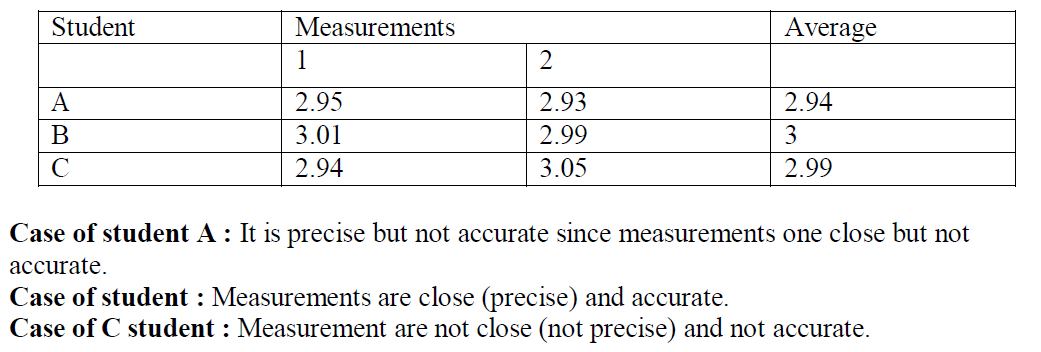 Student Measurements Average
1 2
A 2.95 2.93 2.94
B 3.01 2.99 3
C 2.94 3.05 2.99
Case of student A : It is precise but not accurate since measurements one close but not
accurate.
Case of student : Measurements are close (precise) and accurate.
Case of C student : Measurement are not close (not precise) and not accurate.